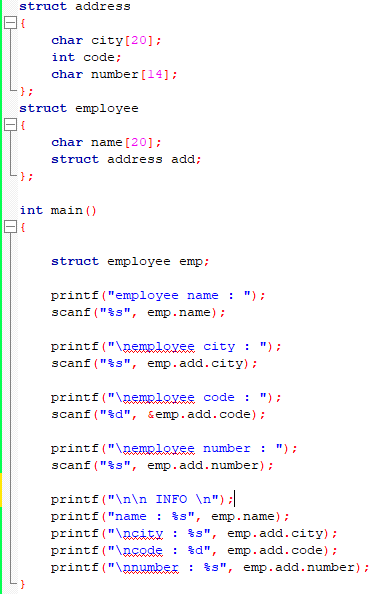 struct address
{
char city[20];
int code;
char number[14];
};
struct employee
{
char name[20];
struct address add;
};
int main()
{
struct employee emp;
printf("employee name : ");
scanf("%s", emp.name);
printf("\nemployee city : ");
scanf("%s", emp.add.city);
printf("\nemployee code : ");
scanf("%d", &emp.add.code);
printf("\nemployee number : ");
scanf("%s", emp.add.number);
printf("\n\n INFO \n");
printf("name : %s", emp.name);
printf("\ncity : %s", emp.add.city);
printf("\ncode : %d", emp.add.code);
printf("\nnumber : %s", emp.add.number);
}